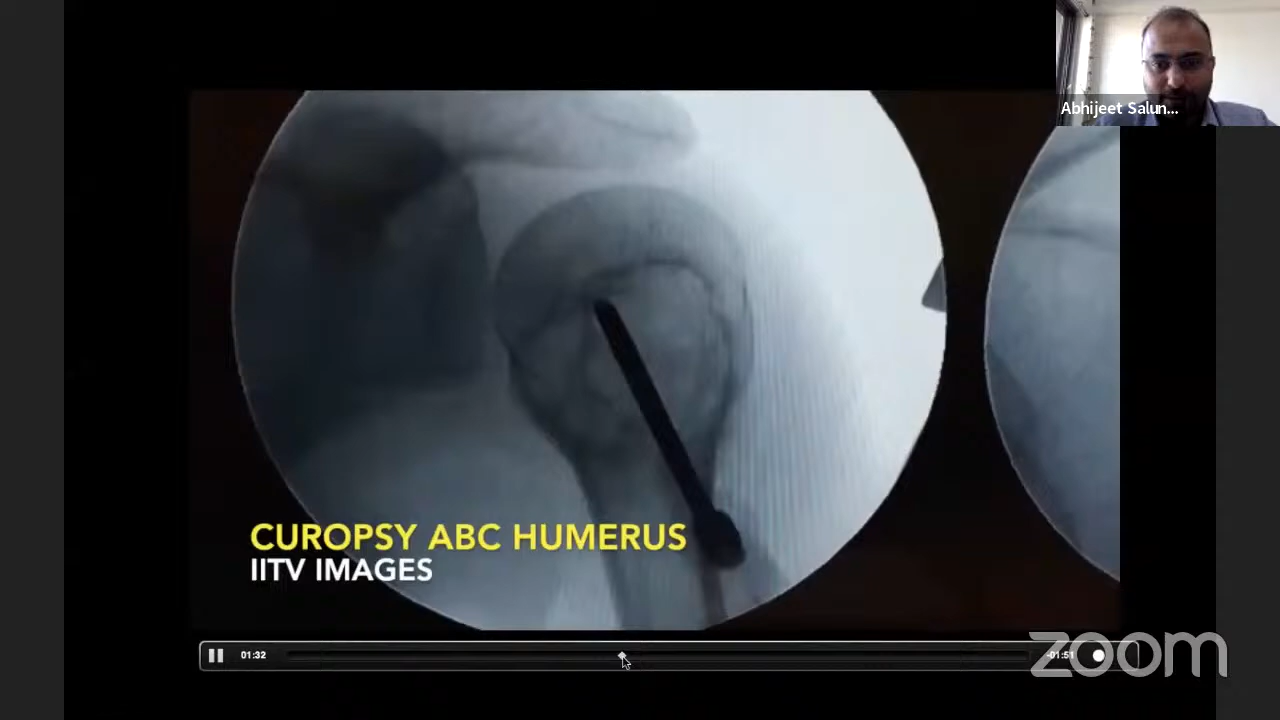 Abhijeet Salun...
CUROPSY ABC HUMERUS
IITV IMAGES
01:32
-01:51
zoom